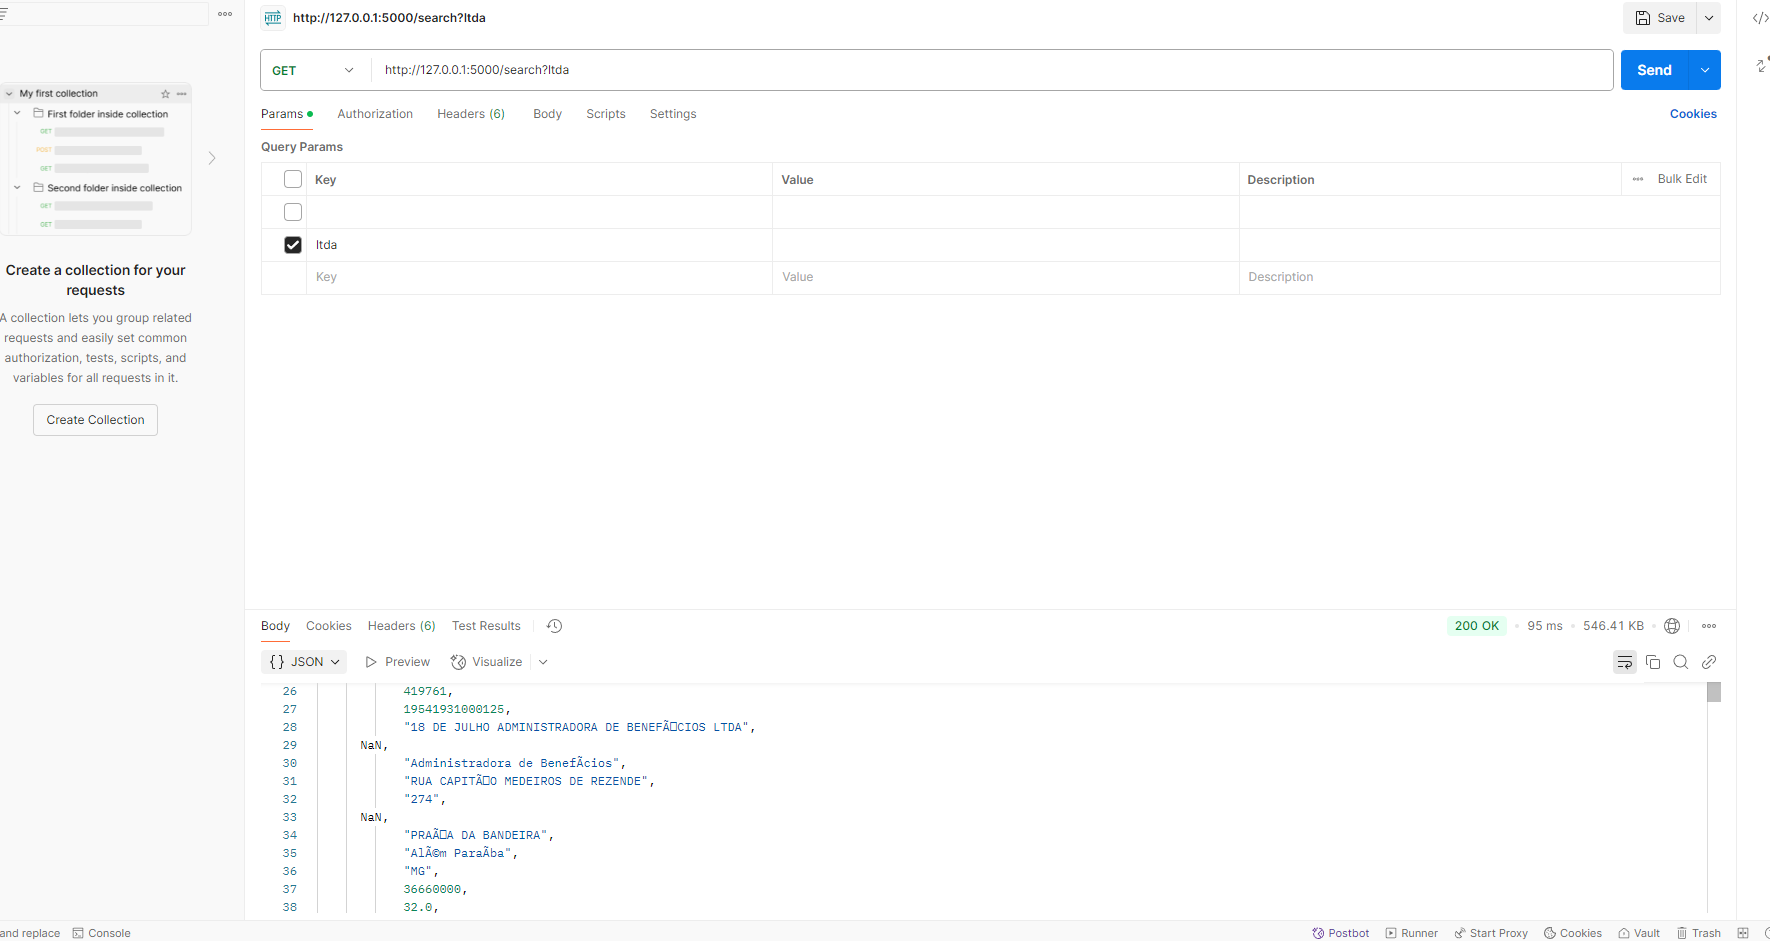 http://127.0.0.1:5000/search?ltda
Save
GET
http://127.0.0.1:5000/search?ltda
Send
Params
Authorization
Headers (6)
Body
Scripts
Settings
Cookies
Query Params
Key
Value
Description
Bulk Edit
ltda
Key
Value
Description
My first collection
First folder inside collection
GET
POST
GET
Second folder inside collection
GET
GET
Create a collection for your
requests
A collection lets you group related
requests and easily set common
authorization, tests, scripts, and
variables for all requests in it.
Create Collection
Body
Cookies
Headers (6)
Test Results
200 OK
95 ms
546.41 KB
{} JSON
Preview
Visualize
26 419761,
27 19541931000125,
28 "18 DE JULHO ADMINISTRADORA DE BENEFÃ□CIOS LTDA",
29 NaN,
30 "Administradora de BenefÃcios",
31 "RUA CAPITÃ□O MEDEIROS DE REZENDE",
32 "274",
33 NaN,
34 "PRAÃ□A DA BANDEIRA",
35 "AlÃ©m ParaÃba",
36 "MG",
37 36660000,
38 32.0,
and replace
Console
Postbot
Runner
Start Proxy
Cookies
Vault
Trash